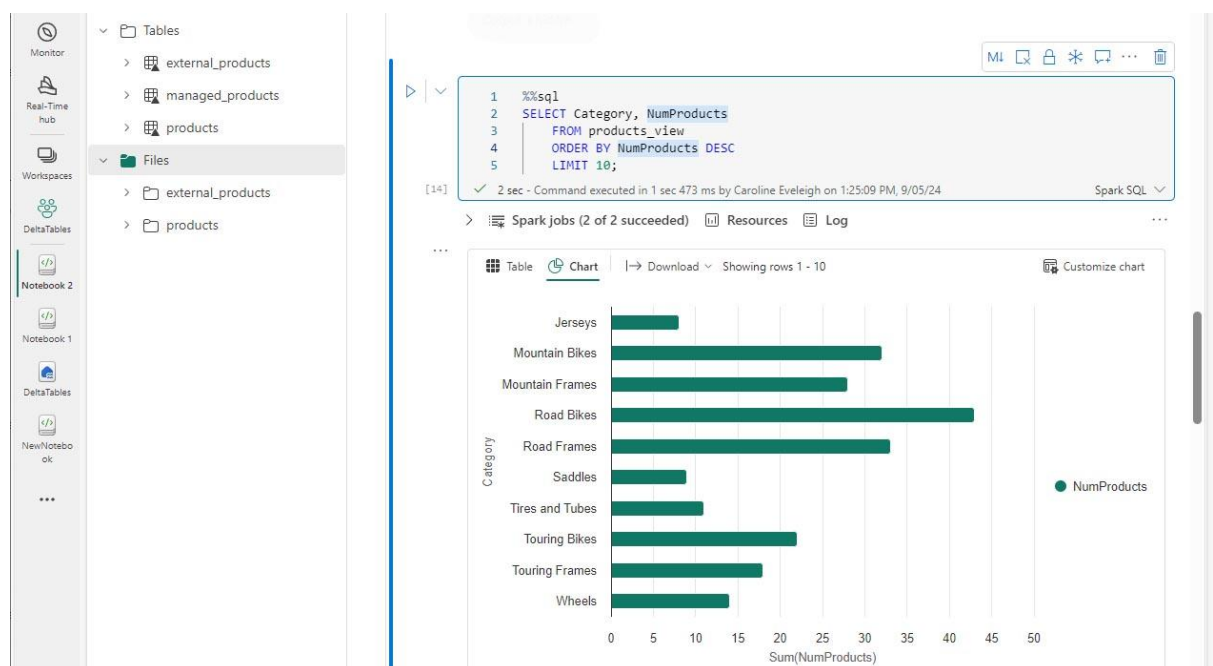 Monitor
Real-Time
hub
Workspaces
DeltaTables
Notebook 2
Notebook 1
DeltaTables
NewNotebo
ok
Tables
external_products
managed_products
products
Files
external_products
products
M↓
1 %%sql
2 SELECT Category, NumProducts
3 FROM products_view
4 ORDER BY NumProducts DESC
5 LIMIT 10;
[14] 2 sec - Command executed in 1 sec 473 ms by Caroline Eveleigh on 1:25:09 PM, 9/05/24 Spark SQL
Spark jobs (2 of 2 succeeded) Resources Log
Table Chart Download Showing rows 1 - 10 Customize chart
Category
Jerseys
Mountain Bikes
Mountain Frames
Road Bikes
Road Frames
Saddles
Tires and Tubes
Touring Bikes
Touring Frames
Wheels
NumProducts
0 5 10 15 20 25 30 35 40 45 50
Sum(NumProducts)